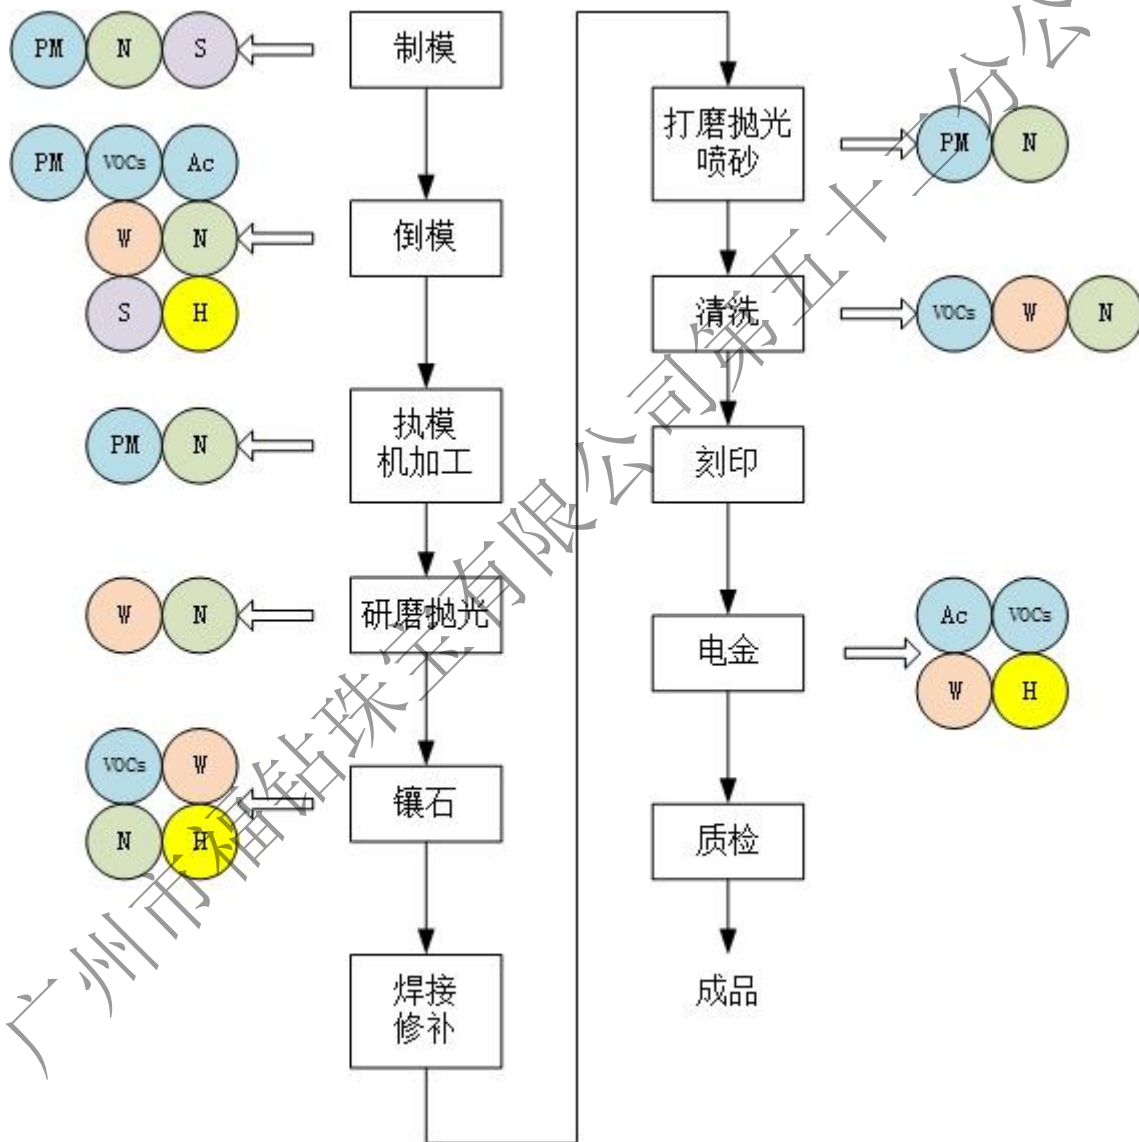 PM N S
制模
PM VOCs Ac
W N
倒模
S H
PM N
执模
机加工
W N
研磨抛光
VOCs W
镶石
N H
焊接
修补
打磨抛光
喷砂
PM N
清洗
VOCs W N
刻印
电金
Ac VOCs
W H
质检
成品
广州市福钻珠宝有限公司第五十二分公